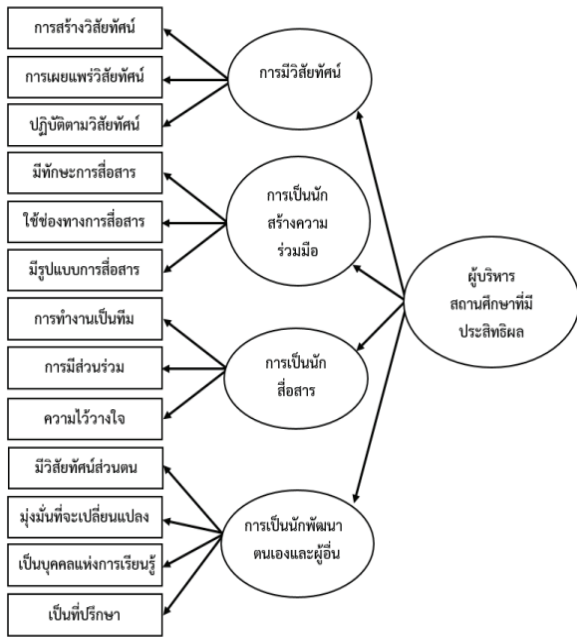 การสร้างวิสัยทัศน์
การเผยแพร่วิสัยทัศน์
ปฏิบัติตามวิสัยทัศน์
มีทักษะการสื่อสาร
ใช้ช่องทางการสื่อสาร
มีรูปแบบการสื่อสาร
การทำงานเป็นทีม
การมีส่วนร่วม
ความไว้วางใจ
มีวิสัยทัศน์ส่วนตน
มุ่งมั่นที่จะเปลี่ยนแปลง
เป็นบุคคลแห่งการเรียนรู้
เป็นที่ปรึกษา
การมีวิสัยทัศน์
การเป็นนัก
สร้างความ
ร่วมมือ
การเป็นนัก
สื่อสาร
การเป็นนักพัฒนา
ตนเองและผู้อื่น
ผู้บริหาร
สถานศึกษาที่มี
ประสิทธิผล